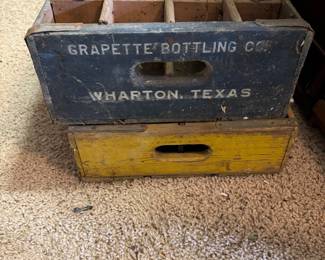 GRAPETTE BOTTLING CO.
WHARTON, TEXAS